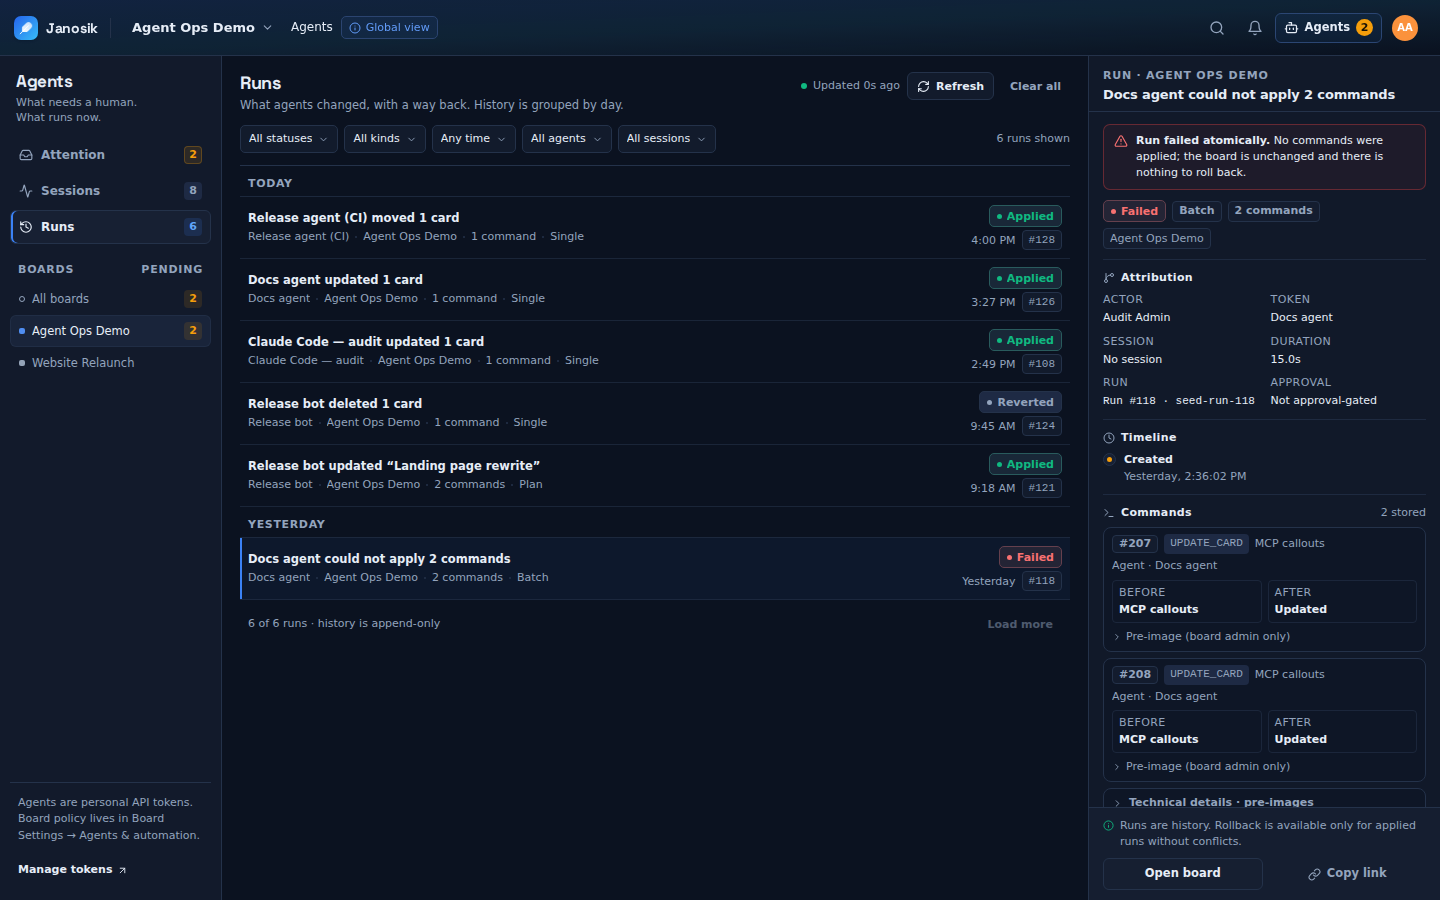 Janosik
Agent Ops Demo
Agents
Global view
Agents 2
AA
Agents
What needs a human.
What runs now.
Attention 2
Sessions 8
Runs 6
BOARDS PENDING
All boards 2
Agent Ops Demo 2
Website Relaunch
Agents are personal API tokens.
Board policy lives in Board
Settings → Agents & automation.
Manage tokens
Runs
What agents changed, with a way back. History is grouped by day.
Updated 0s ago
Refresh
Clear all
All statuses
All kinds
Any time
All agents
All sessions
6 runs shown
TODAY
Release agent (CI) moved 1 card
Applied
Release agent (CI) · Agent Ops Demo · 1 command · Single
4:00 PM #128
Docs agent updated 1 card
Applied
Docs agent · Agent Ops Demo · 1 command · Single
3:27 PM #126
Claude Code — audit updated 1 card
Applied
Claude Code — audit · Agent Ops Demo · 1 command · Single
2:49 PM #108
Release bot deleted 1 card
Reverted
Release bot · Agent Ops Demo · 1 command · Single
9:45 AM #124
Release bot updated “Landing page rewrite”
Applied
Release bot · Agent Ops Demo · 2 commands · Plan
9:18 AM #121
YESTERDAY
Docs agent could not apply 2 commands
Failed
Docs agent · Agent Ops Demo · 2 commands · Batch
Yesterday #118
6 of 6 runs · history is append-only
Load more
RUN · AGENT OPS DEMO
Docs agent could not apply 2 commands
Run failed atomically. No commands were
applied; the board is unchanged and there is
nothing to roll back.
Failed
Batch
2 commands
Agent Ops Demo
Attribution
ACTOR TOKEN
Audit Admin Docs agent
SESSION DURATION
No session 15.0s
RUN APPROVAL
Run #118 · seed-run-118 Not approval-gated
Timeline
Created
Yesterday, 2:36:02 PM
Commands 2 stored
#207 UPDATE_CARD MCP callouts
Agent · Docs agent
BEFORE AFTER
MCP callouts Updated
Pre-image (board admin only)
#208 UPDATE_CARD MCP callouts
Agent · Docs agent
BEFORE AFTER
MCP callouts Updated
Pre-image (board admin only)
Technical details · pre-images
Runs are history. Rollback is available only for applied
runs without conflicts.
Open board
Copy link